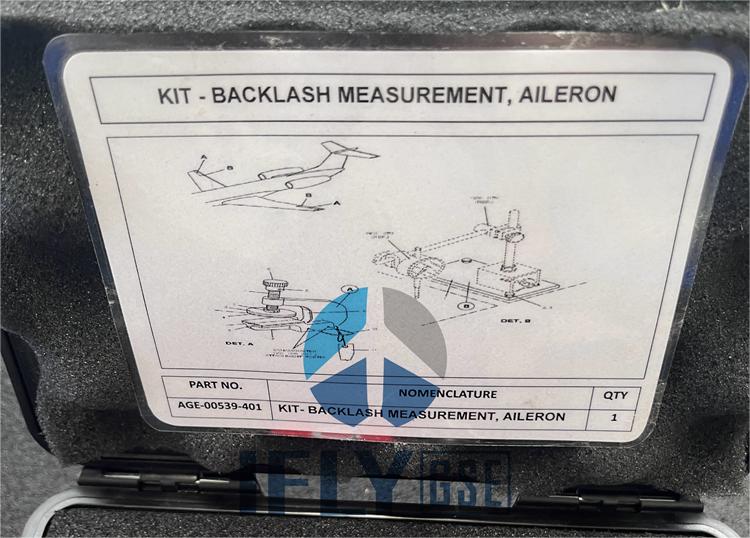 KIT - BACKLASH MEASUREMENT, AILERON
A
B
B
A
A
B
DET. B
DET. A
PART NO. NOMENCLATURE QTY
AGE-00539-401 KIT- BACKLASH MEASUREMENT, AILERON 1
IFLY GSE